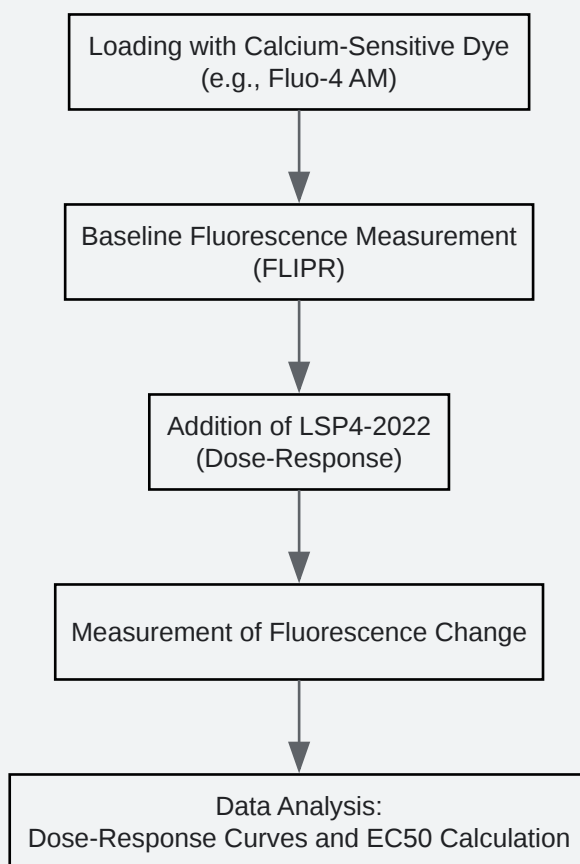 Loading with Calcium-Sensitive Dye
(e.g., Fluo-4 AM)
Baseline Fluorescence Measurement
(FLIPR)
Addition of LSP4-2022
(Dose-Response)
Measurement of Fluorescence Change
Data Analysis:
Dose-Response Curves and EC50 Calculation